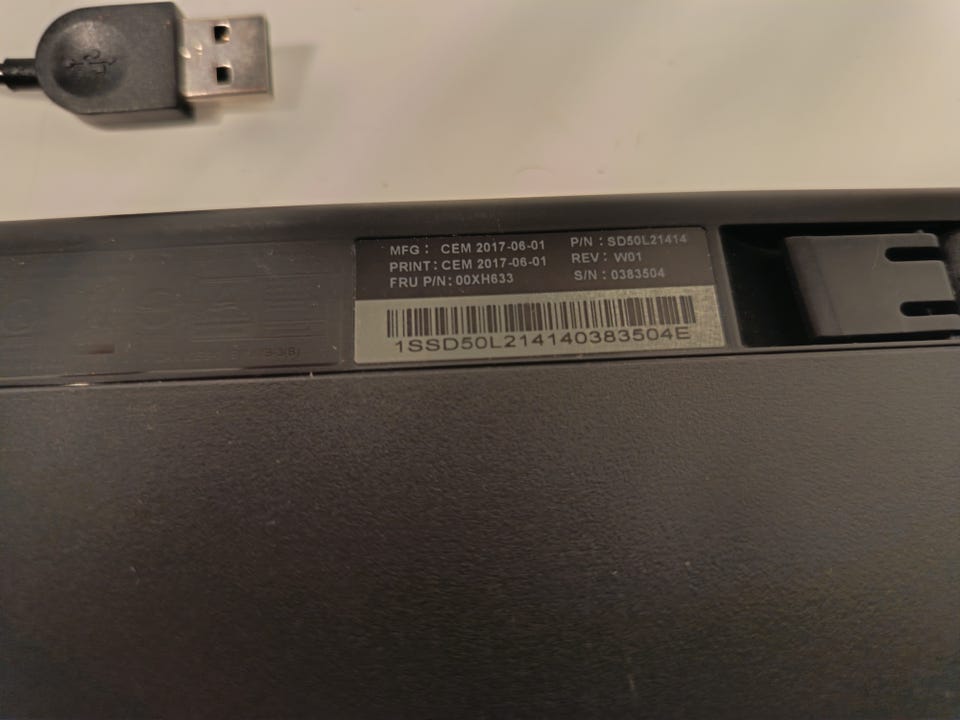 MFG : CEM 2017-06-01
P/N : SD50L21414
PRINT : CEM 2017-06-01
REV : W01
FRU P/N: 00XH633
S/N : 0383504
1SSD50L214140383504E